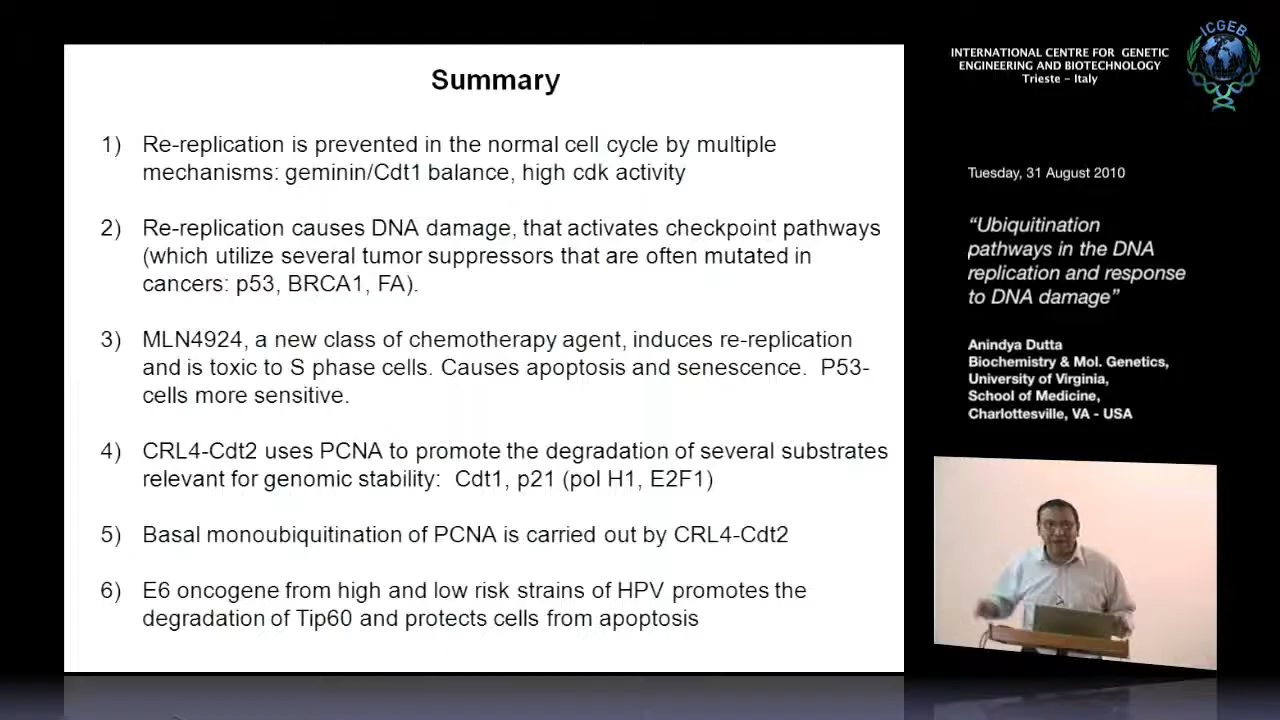 Summary
1) Re-replication is prevented in the normal cell cycle by multiple
mechanisms: geminin/Cdt1 balance, high cdk activity
2) Re-replication causes DNA damage, that activates checkpoint pathways
(which utilize several tumor suppressors that are often mutated in
cancers: p53, BRCA1, FA).
3) MLN4924, a new class of chemotherapy agent, induces re-replication
and is toxic to S phase cells. Causes apoptosis and senescence. P53-
cells more sensitive.
4) CRL4-Cdt2 uses PCNA to promote the degradation of several substrates
relevant for genomic stability: Cdt1, p21 (pol H1, E2F1)
5) Basal monoubiquitination of PCNA is carried out by CRL4-Cdt2
6) E6 oncogene from high and low risk strains of HPV promotes the
degradation of Tip60 and protects cells from apoptosis
INTERNATIONAL CENTRE FOR GENETIC
ENGINEERING AND BIOTECHNOLOGY
Trieste - Italy
ICGEB
Tuesday, 31 August 2010
"Ubiquitination
pathways in the DNA
replication and response
to DNA damage"
Anindya Dutta
Biochemistry & Mol. Genetics,
University of Virginia,
School of Medicine,
Charlottesville, VA - USA